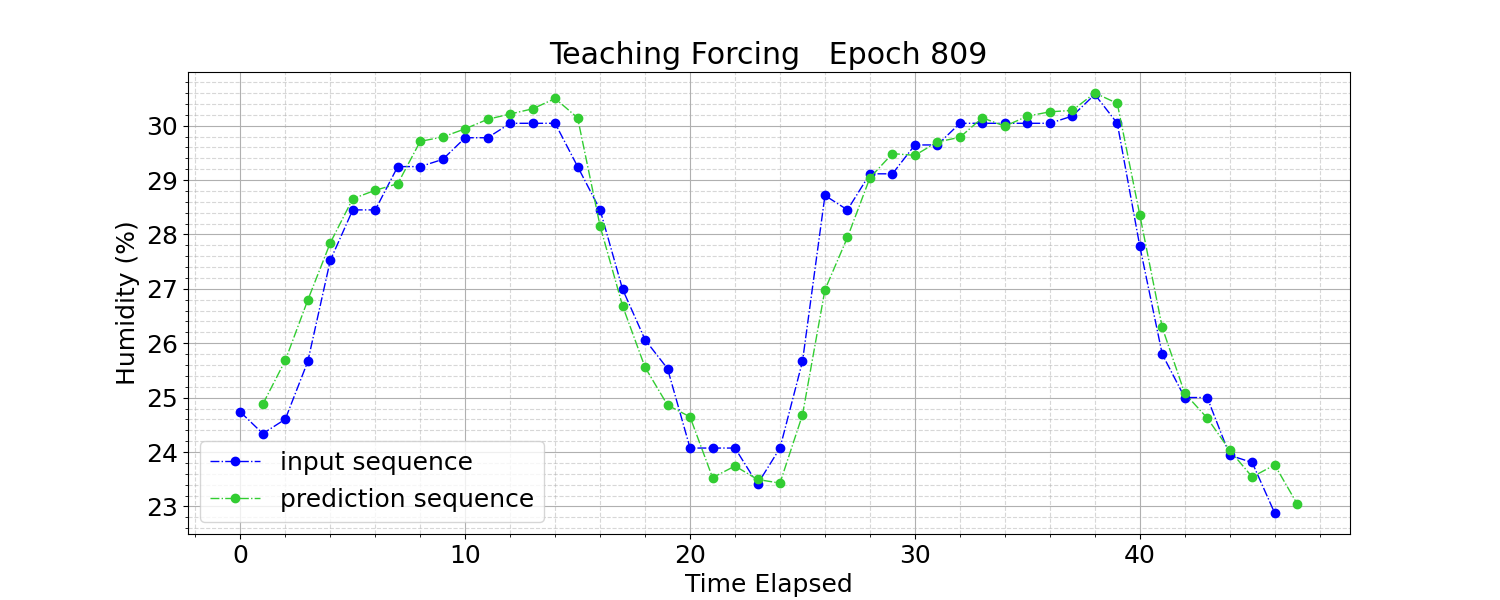 Teaching Forcing   Epoch 809
Humidity (%)
30
29
28
27
26
25
24
23
input sequence
prediction sequence
0 10 20 30 40
Time Elapsed